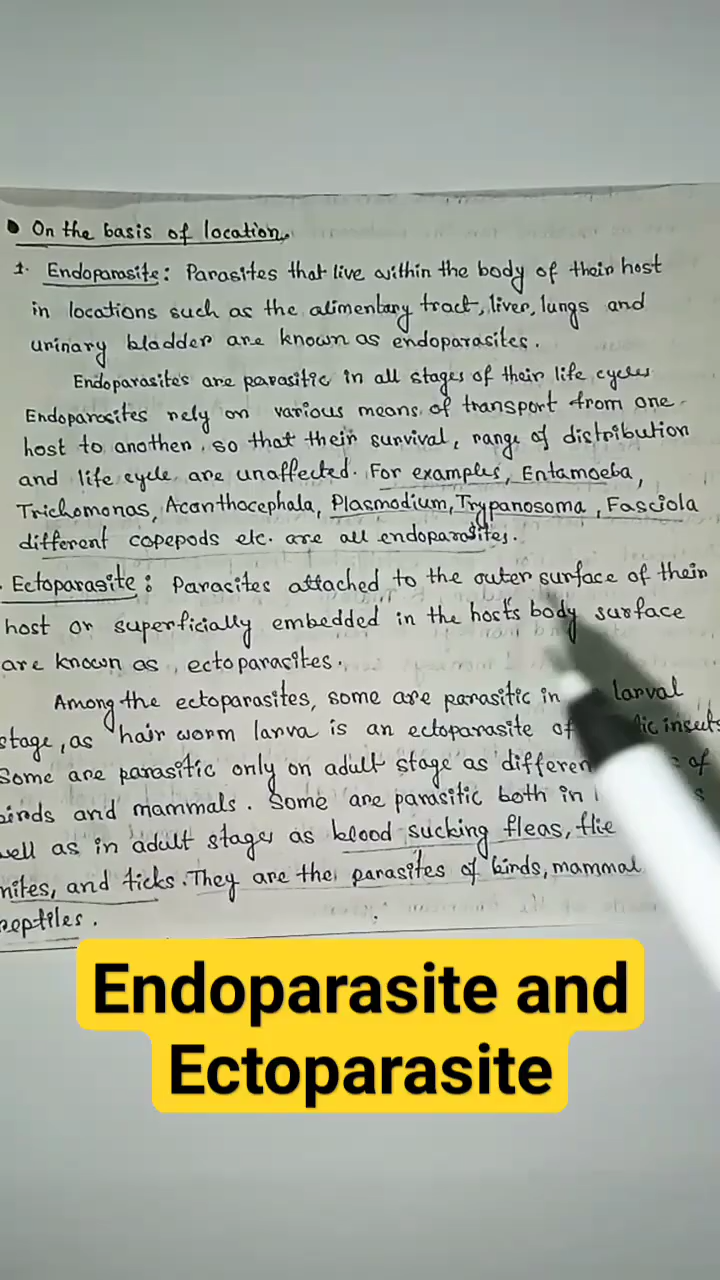 On the basis of location.
1. Endoparasite: Parasites that live within the body of their host
in locations such as the alimentary tract, liver, lungs and
urinary bladder are known as endoparasites.
Endoparasites are parasitic in all stages of their life cycles
Endoparasites rely on various means of transport from one
host to another, so that their survival, range of distribution
and life cycle are unaffected. For examples, Entamoeba,
Trichomonas, Acanthocephala, Plasmodium, Trypanosoma, Fasciola
different copepods etc. are all endoparasites.
Ectoparasite: Parasites attached to the outer surface of their
host or superficially embedded in the host's body surface
are known as ectoparasites.
Among the ectoparasites, some are parasitic in larval
stage, as hair worm larva is an ectoparasite of insects
Some are parasitic only on adult stage as of
and mammals. Some are parasitic both in
as in adult stages as blood sucking fleas,
and ticks. They are the parasites of birds, mammal
reptiles.
Endoparasite and
Ectoparasite